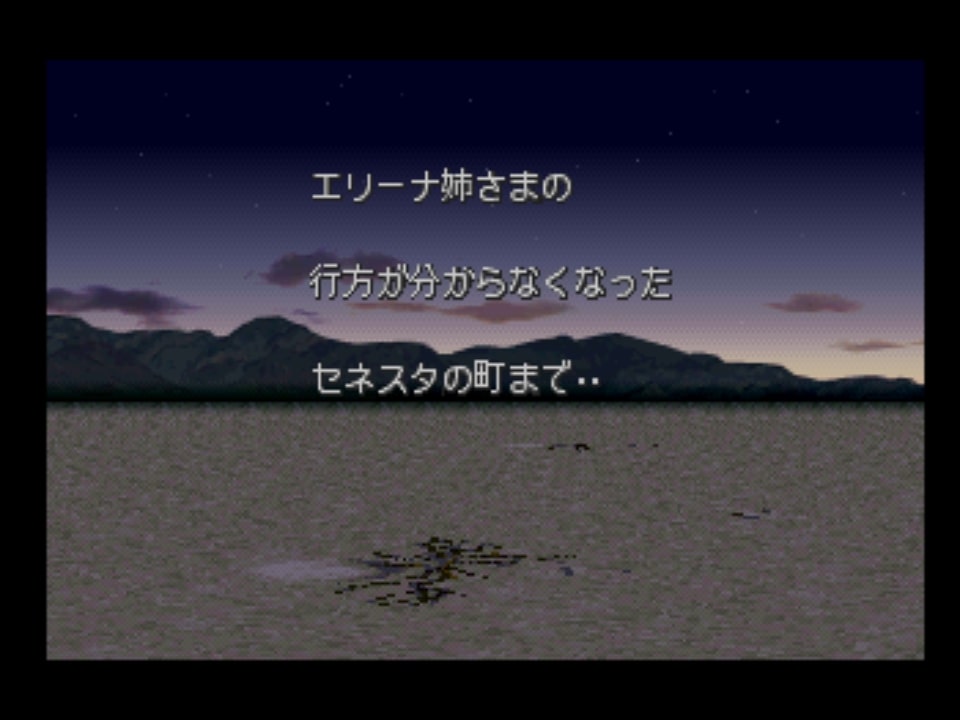 エリーナ姉さまの
行方が分からなくなった
セネスタの町まで‥